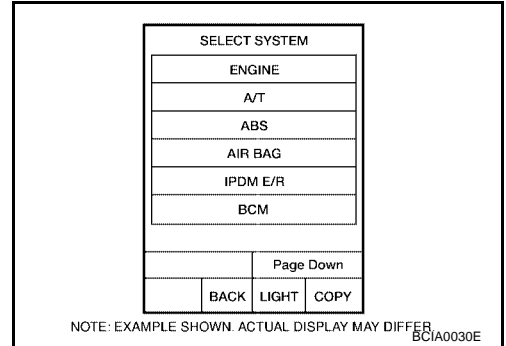 SELECT SYSTEM
ENGINE
A/T
ABS
AIR BAG
IPDM E/R
BCM
Page Down
BACK LIGHT COPY
NOTE: EXAMPLE SHOWN. ACTUAL DISPLAY MAY DIFFER
BCIA0030E